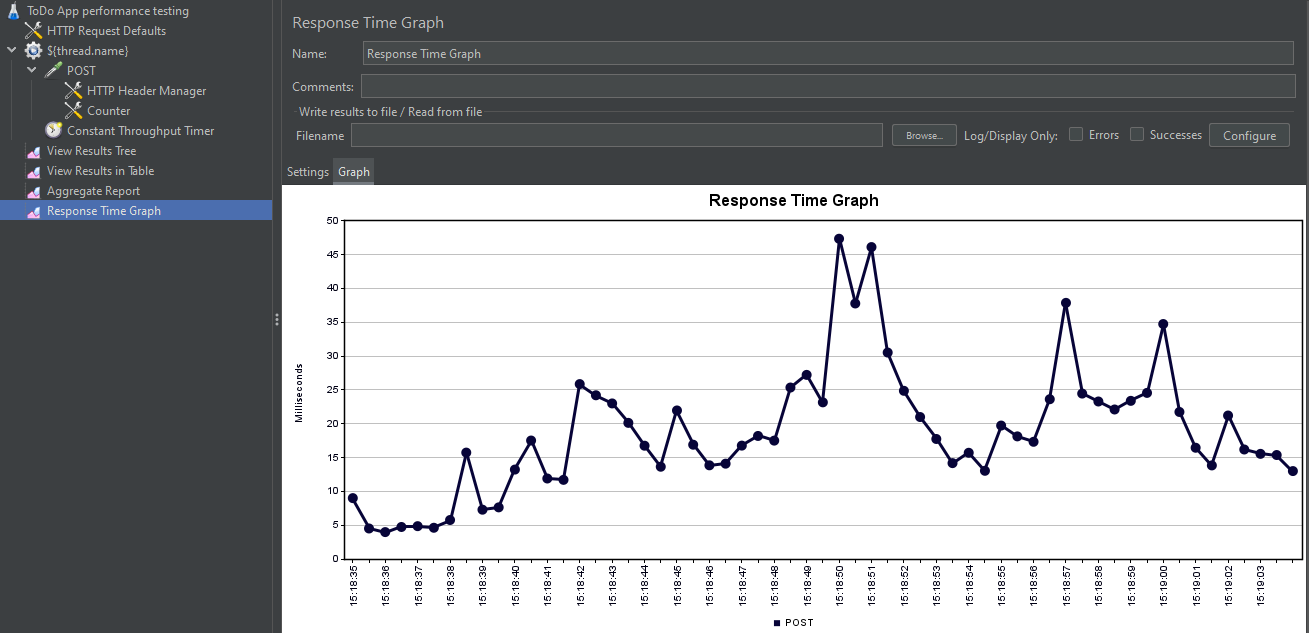 ToDo App performance testing
HTTP Request Defaults
${thread.name}
POST
HTTP Header Manager
Counter
Constant Throughput Timer
View Results Tree
View Results in Table
Aggregate Report
Response Time Graph
Response Time Graph
Name: Response Time Graph
Comments:
Write results to file / Read from file
Filename Browse... Log/Display Only: Errors Successes Configure
Settings Graph
Response Time Graph
50
45
40
35
30
25
20
15
10
5
0
Milliseconds
15:18:35 15:18:36 15:18:37 15:18:38 15:18:39 15:18:40 15:18:41 15:18:42 15:18:43 15:18:44 15:18:45 15:18:46 15:18:47 15:18:48 15:18:49 15:18:50 15:18:51 15:18:52 15:18:53 15:18:54 15:18:55 15:18:56 15:18:57 15:18:58 15:18:59 15:19:00 15:19:01 15:19:02 15:19:03
POST